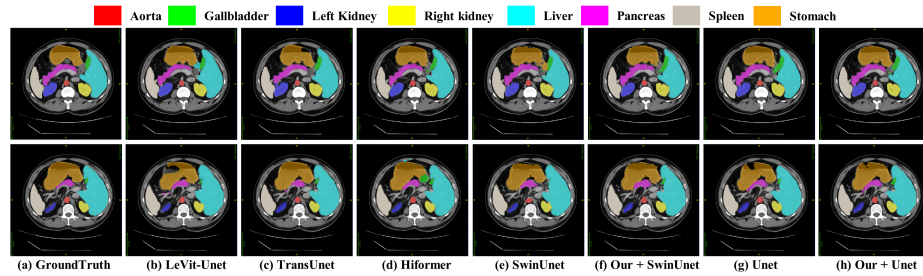 Aorta Gallbladder Left Kidney Right kidney Liver Pancreas Spleen Stomach
(a) GroundTruth (b) LeVit-Unet (c) TransUnet (d) Hiformer (e) SwinUnet (f) Our + SwinUnet (g) Unet (h) Our + Unet